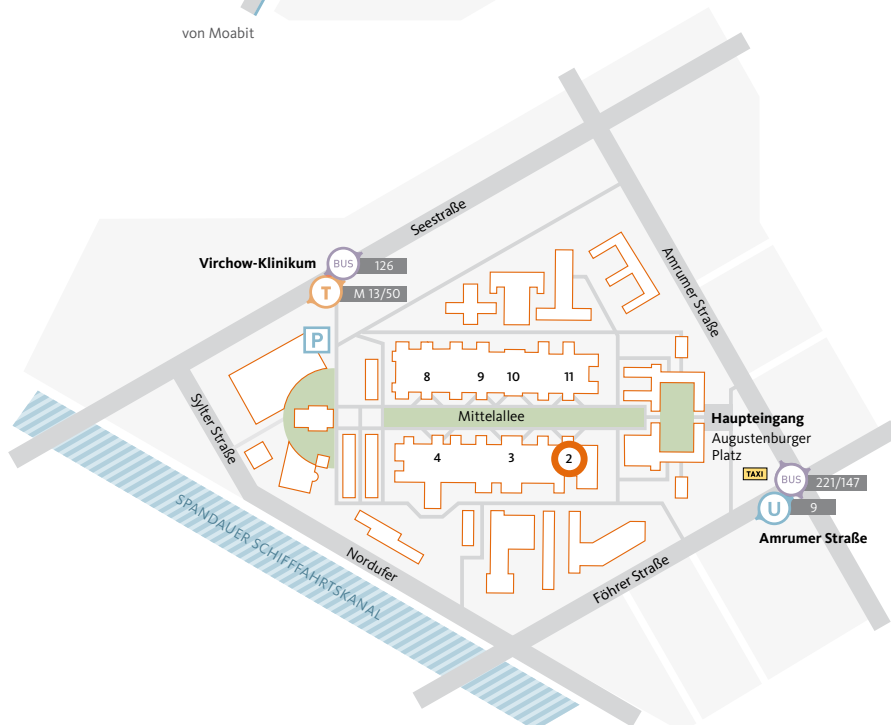 von Moabit
Seestraße
Virchow-Klinikum
BUS 126
T M 13/50
P
Amrumer Straße
Sylter Straße
8 9 10 11
Mittelallee
4 3 2
Haupteingang
Augustenburger
Platz
TAXI
BUS 221/147
U 9
Amrumer Straße
SPANDAUER SCHIFFFAHRTSKANAL
Nordufer
Föhrer Straße